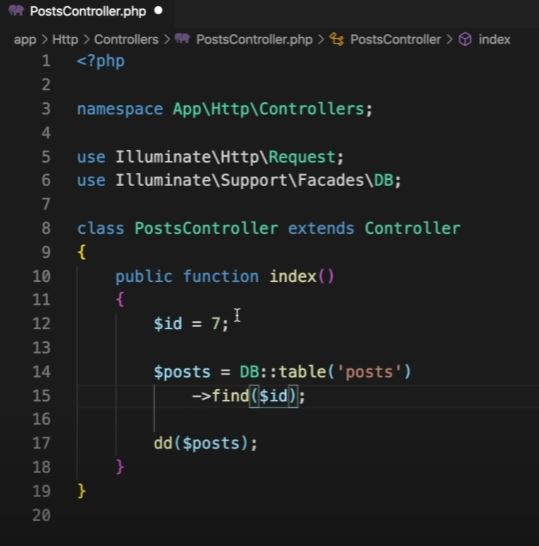 PostsController.php
app > Http > Controllers > PostsController.php > PostsController > index
1 <?php
2
3 namespace App\Http\Controllers;
4
5 use Illuminate\Http\Request;
6 use Illuminate\Support\Facades\DB;
7
8 class PostsController extends Controller
9 {
10     public function index()
11     {
12         $id = 7;
13
14         $posts = DB::table('posts')
15             ->find($id);
16
17         dd($posts);
18     }
19 }
20